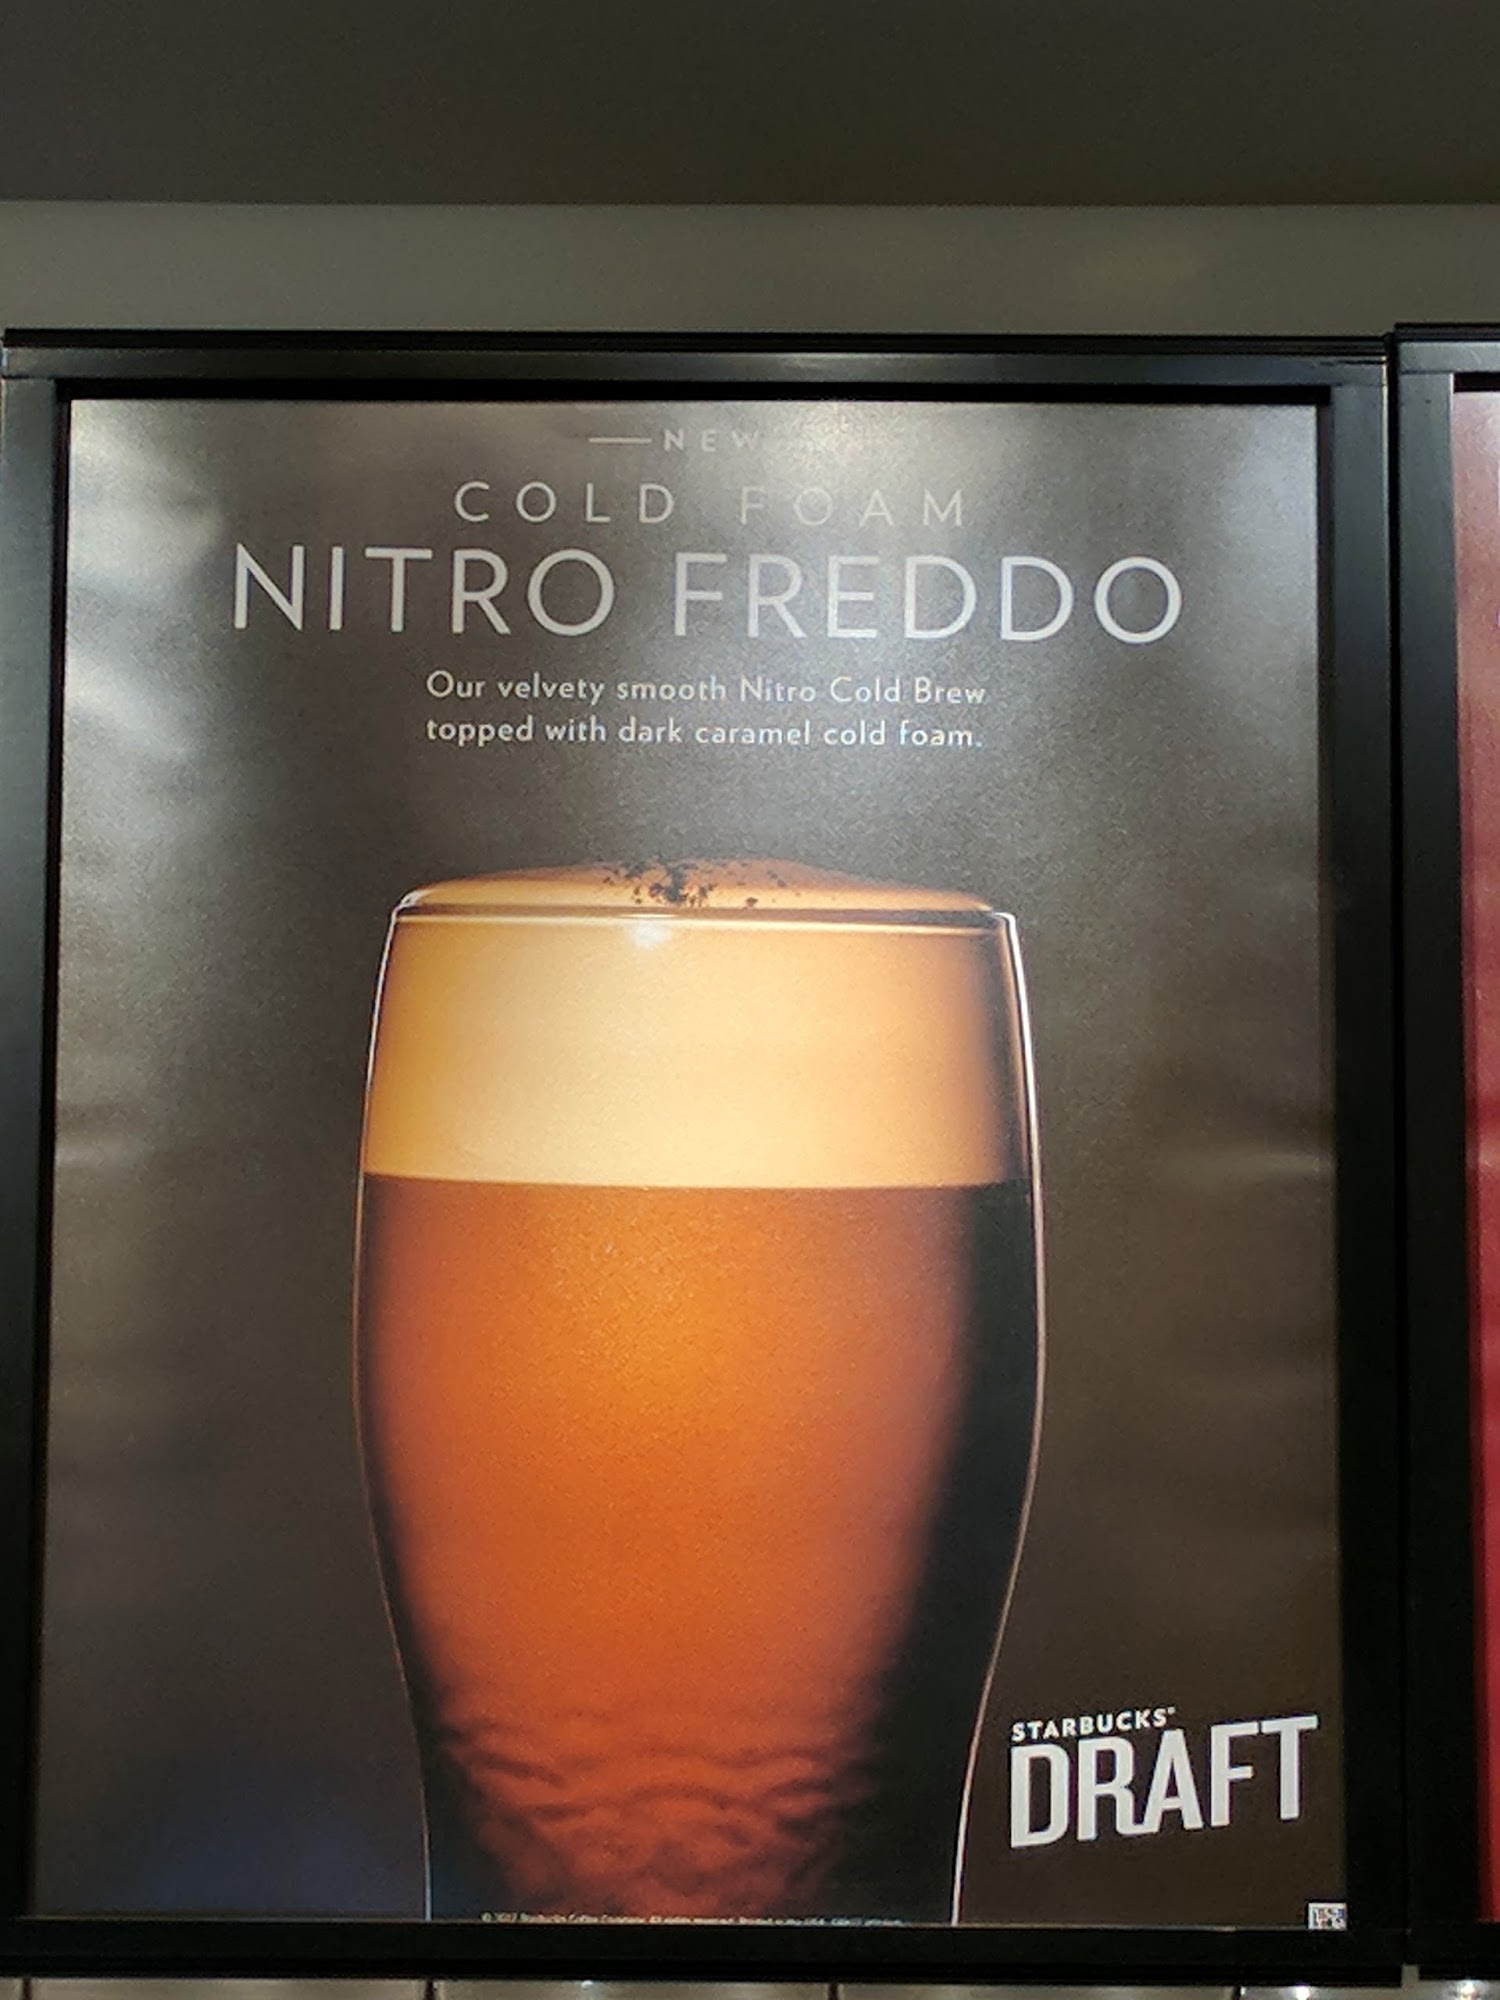 NEW
COLD FOAM
NITRO FREDDO
Our velvety smooth Nitro Cold Brew
topped with dark caramel cold foam.
STARBUCKS®
DRAFT